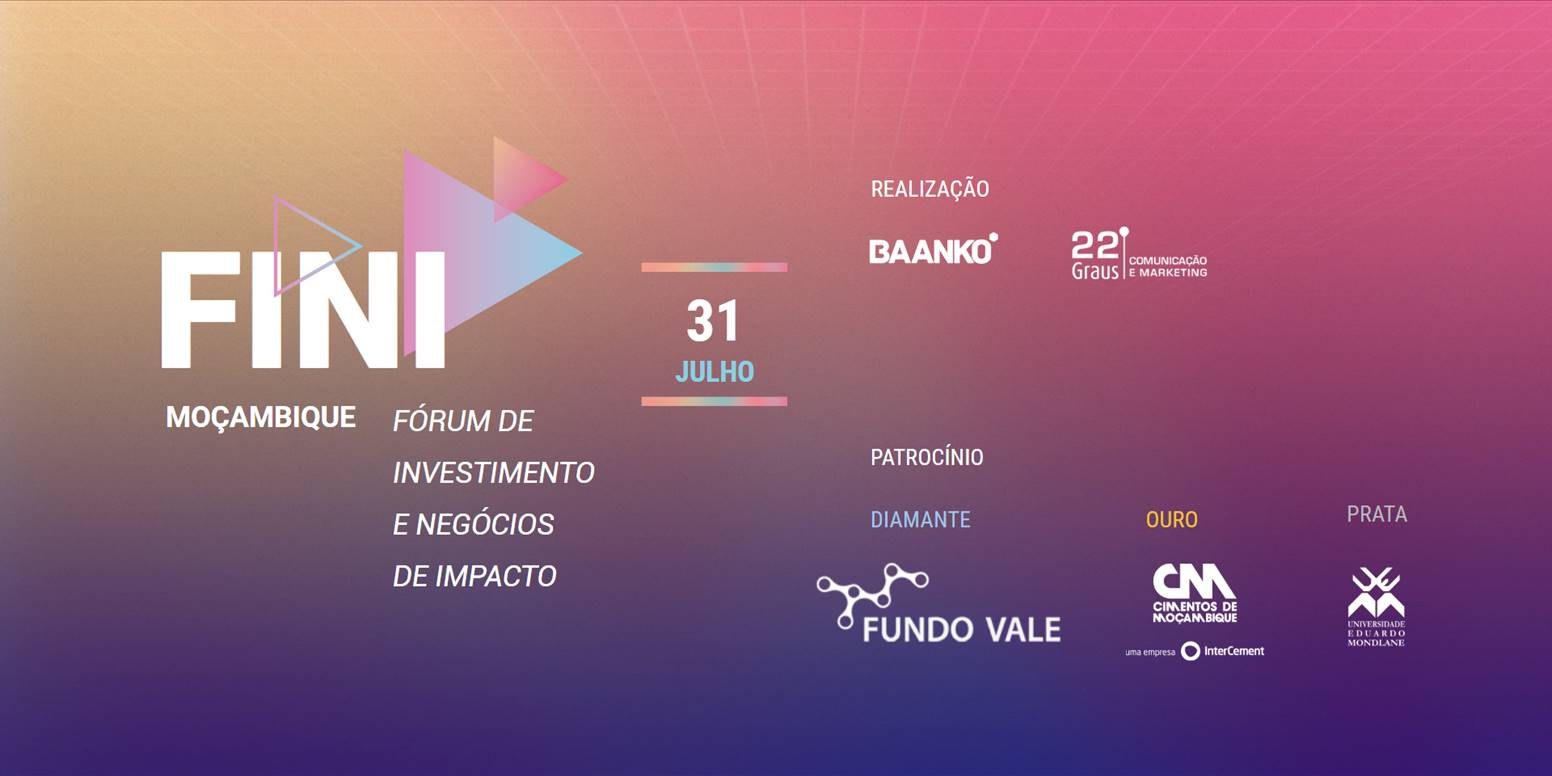 FINI
MOÇAMBIQUE
FÓRUM DE
INVESTIMENTO
E NEGÓCIOS
DE IMPACTO
31
JULHO
REALIZAÇÃO
BAANKO
22
Graus
COMUNICAÇÃO
E MARKETING
PATROCÍNIO
DIAMANTE
FUNDO VALE
OURO
CM
CIMENTOS DE
MOÇAMBIQUE
uma empresa InterCement
PRATA
UNIVERSIDADE
EDUARDO
MONDLANE